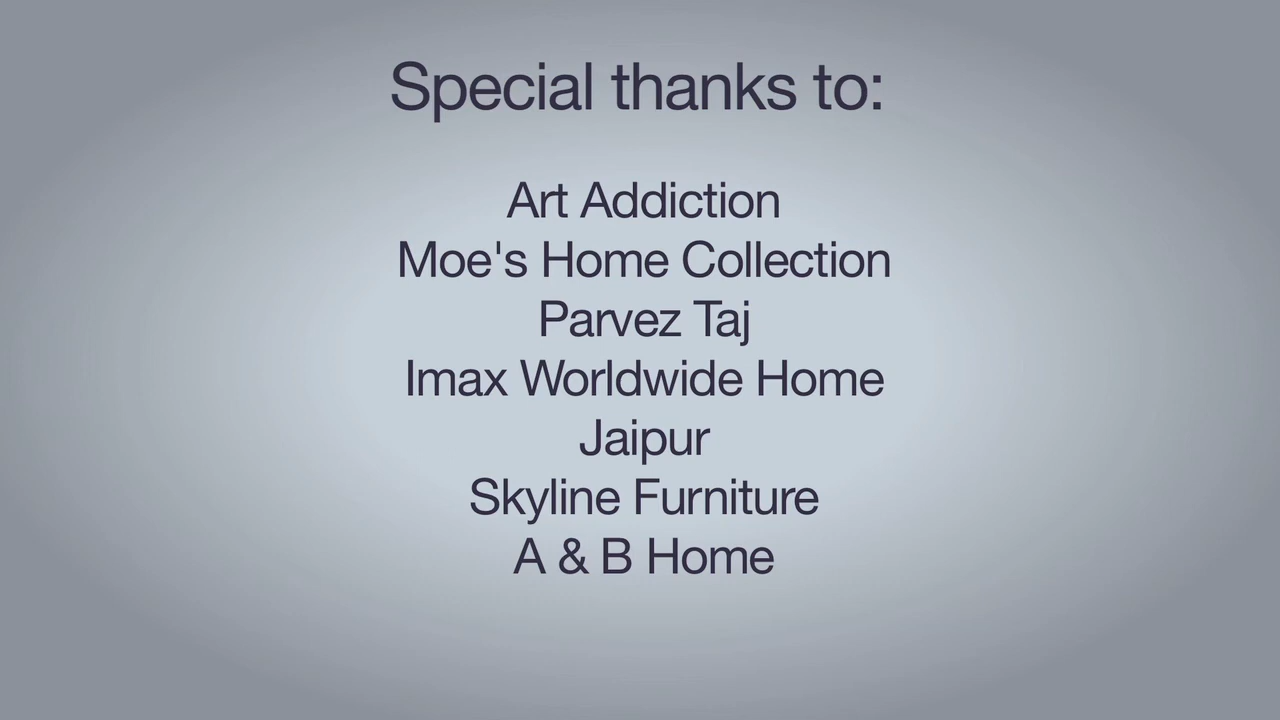 Special thanks to:
Art Addiction
Moe's Home Collection
Parvez Taj
Imax Worldwide Home
Jaipur
Skyline Furniture
A & B Home